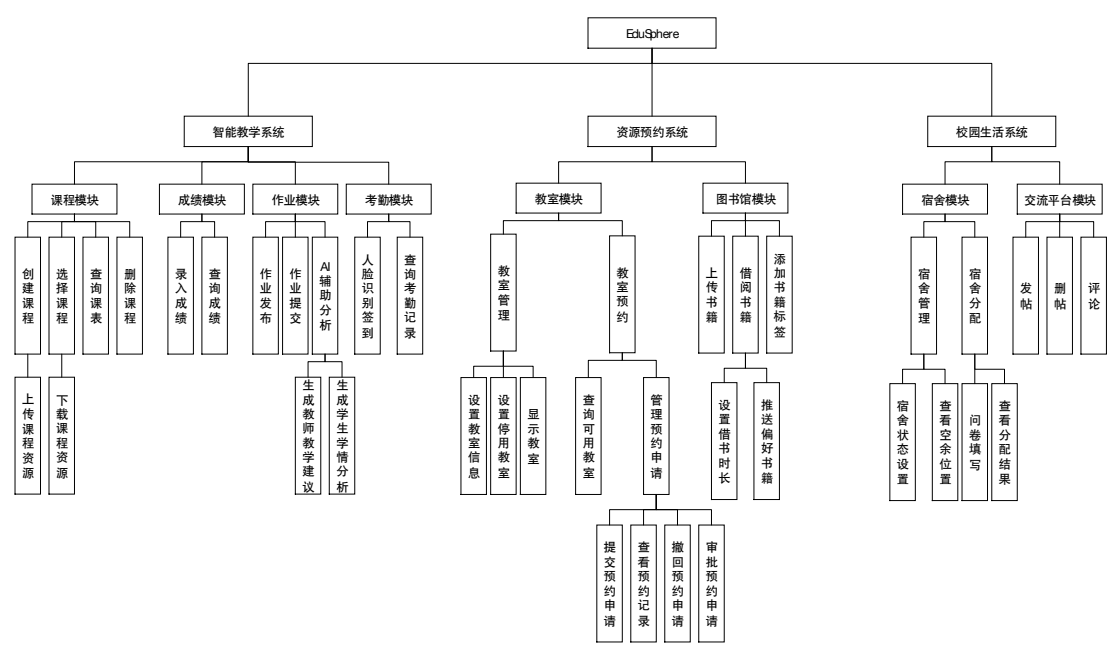 EduSphere
智能教学系统
资源预约系统
校园生活系统
课程模块
成绩模块
作业模块
考勤模块
教室模块
图书馆模块
宿舍模块
交流平台模块
创建课程
选择课程
查询课表
删除课程
录入成绩
查询成绩
作业发布
作业提交
AI辅助分析
人脸识别签到
查询考勤记录
教室管理
教室预约
上传书籍
借阅书籍
添加书籍标签
宿舍管理
宿舍分配
发帖
删帖
评论
上传课程资源
下载课程资源
生成教师教学建议
生成学生学情分析
设置教室信息
设置停用教室
显示教室
查询可用教室
管理预约申请
设置借书时长
推送偏好书籍
宿舍状态设置
查看空余位置
问卷填写
查看分配结果
提交预约申请
查看预约记录
撤回预约申请
审批预约申请